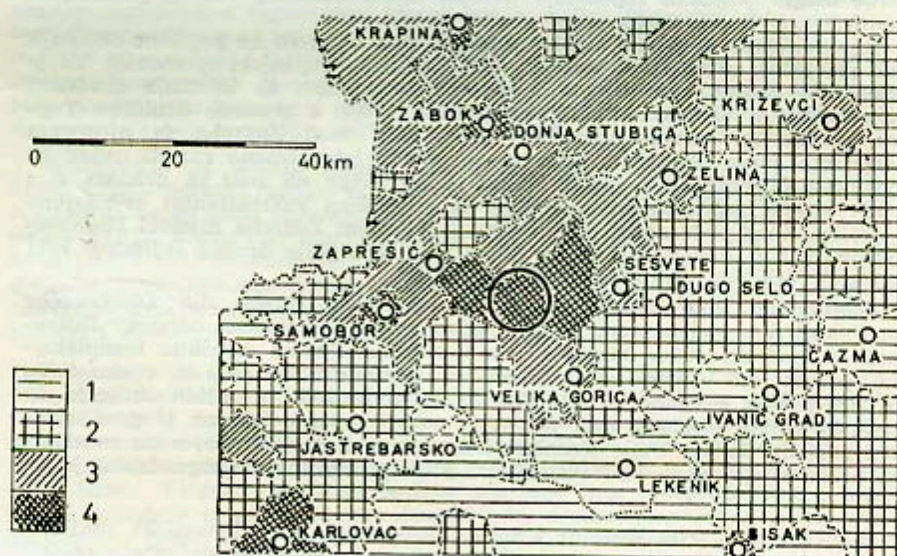 KRAPINA
KRIŽEVCI
ZABOK
DONJA STUBICA
0 20 40km
ZELINA
ZAPREŠIĆ
SESVETE
DUGO SELO
SAMOBOR
ČAZMA
1
VELIKA GORICA
IVANIĆ GRAD
2
JASTREBARSKO
3
LEKENIK
4
KARLOVAC
SISAK